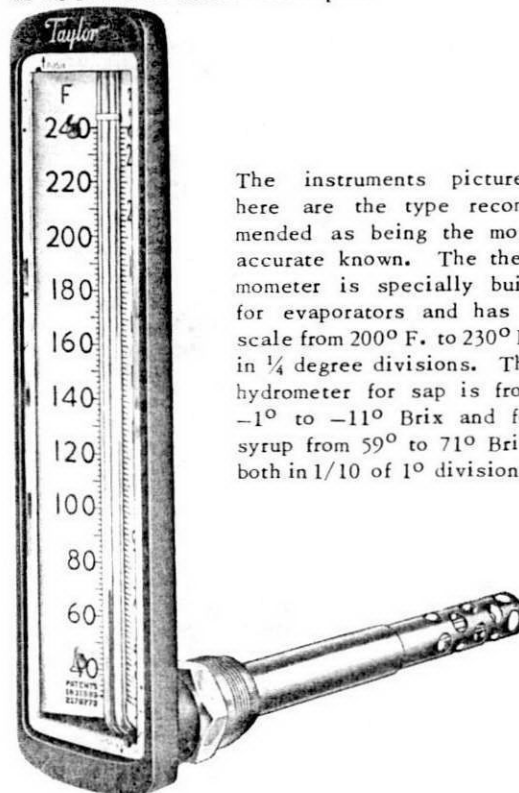 Taylor
F
240
220
200
180
160
140
120
100
80
60
40
PATENTS
The instruments picture
here are the type recor
mended as being the mo
accurate known. The the
mometer is specially bui
for evaporators and has
scale from 200° F. to 230° F
in ¼ degree divisions. Th
hydrometer for sap is fro
−1° to −11° Brix and f
syrup from 59° to 71° Bri
both in 1/10 of 1° division